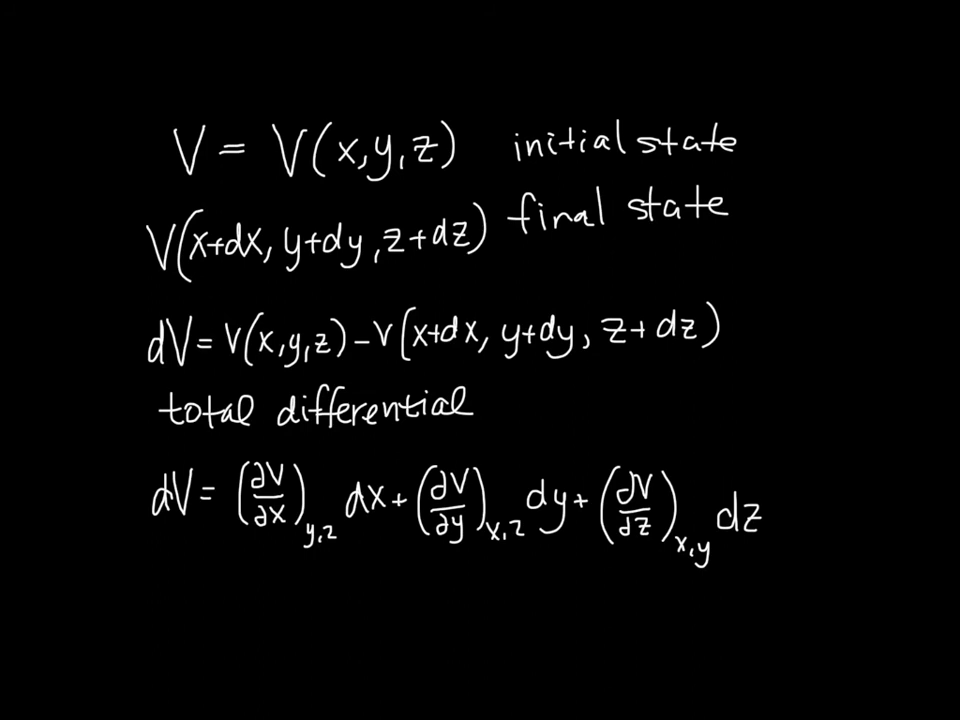 V = V(x,y,z) initial state
V(x+dx, y+dy, z+dz) final state
dV = V(x,y,z) - V(x+dx, y+dy, z+dz)
total differential
dV = (∂V/∂x)_{y,z} dx + (∂V/∂y)_{x,z} dy + (∂V/∂z)_{x,y} dz